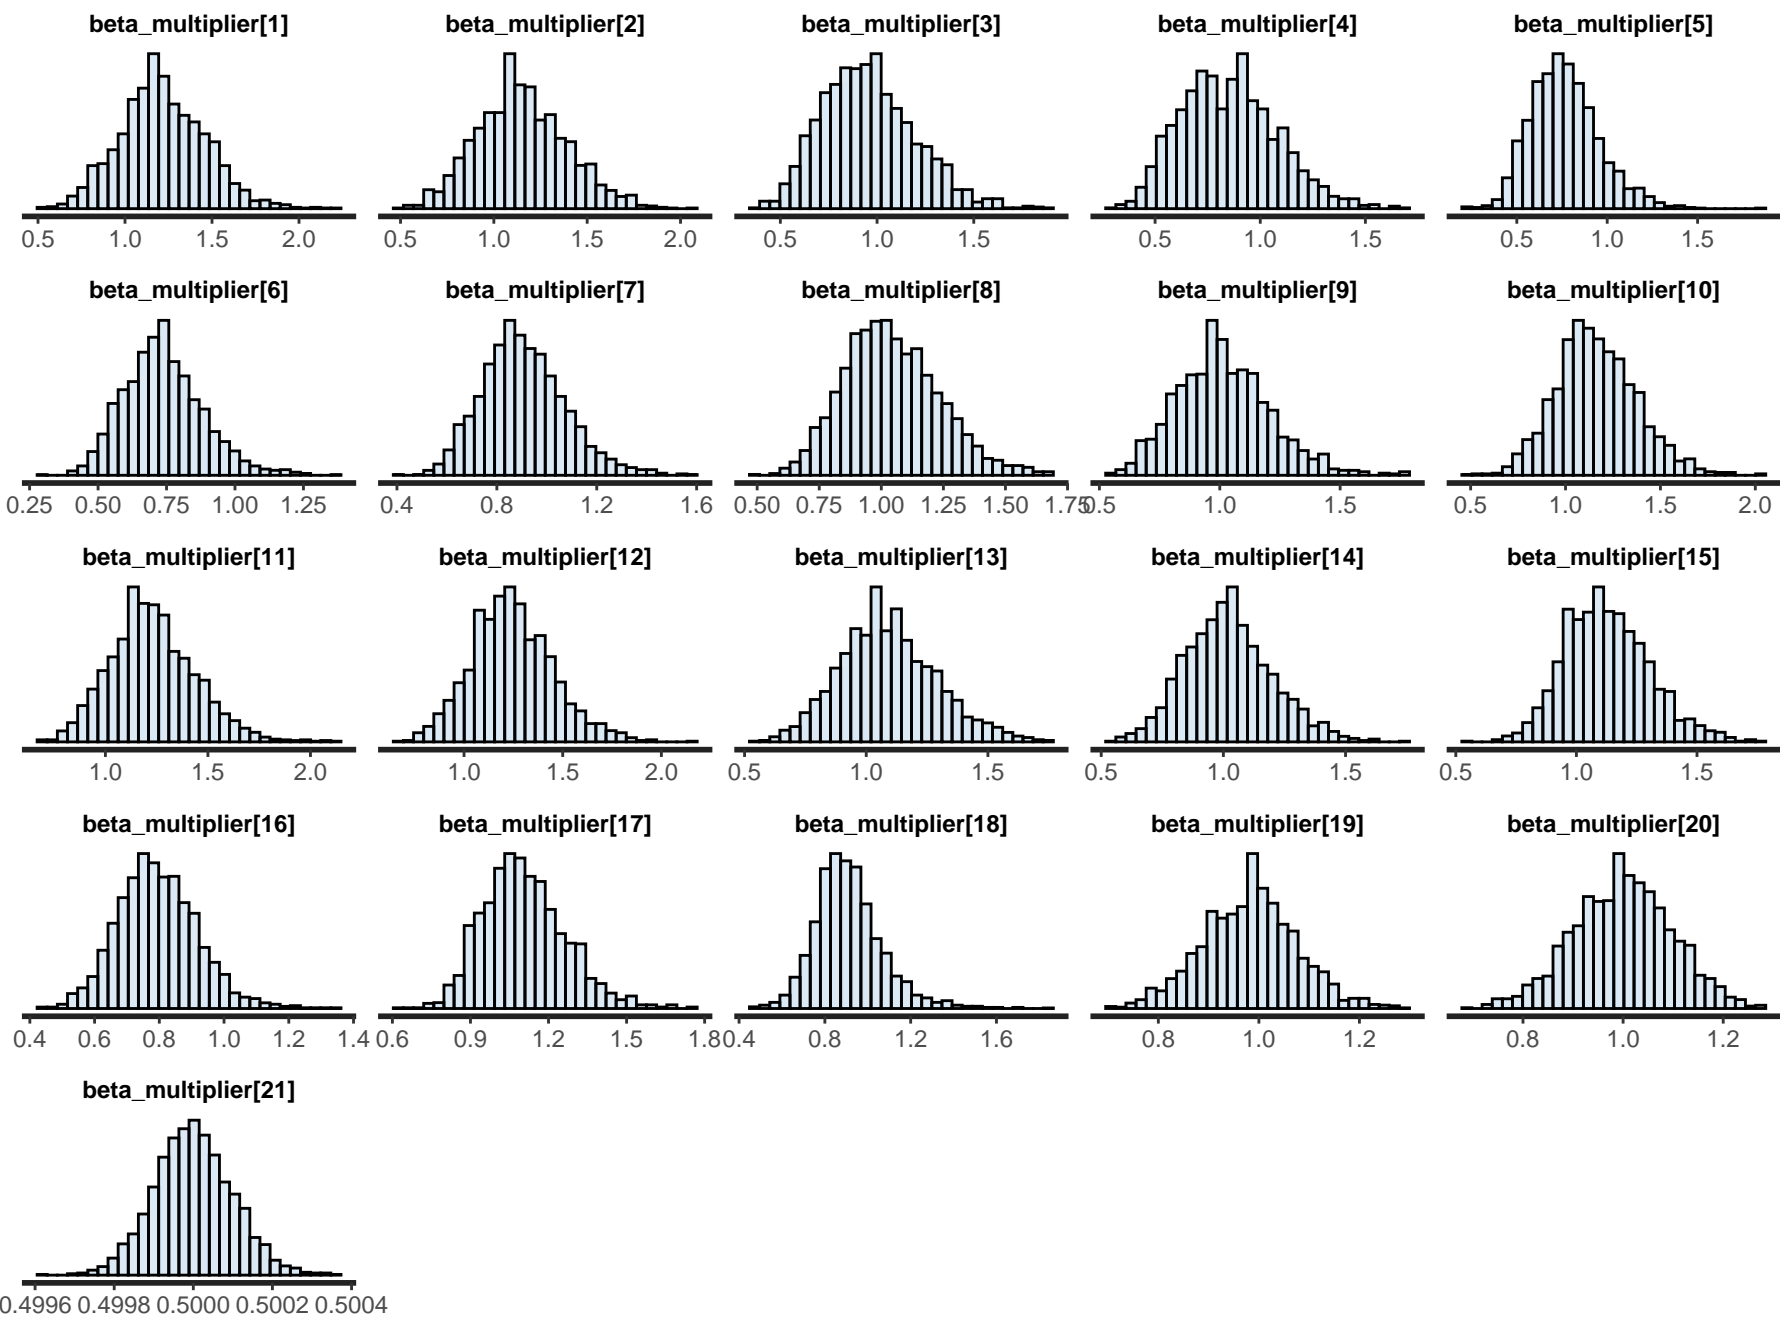 beta_multiplier[1] beta_multiplier[2] beta_multiplier[3] beta_multiplier[4] beta_multiplier[5]
0.5 1.0 1.5 2.0 0.5 1.0 1.5 2.0 0.5 1.0 1.5 0.5 1.0 1.5 0.5 1.0 1.5
beta_multiplier[6] beta_multiplier[7] beta_multiplier[8] beta_multiplier[9] beta_multiplier[10]
0.25 0.50 0.75 1.00 1.25 0.4 0.8 1.2 1.6 0.50 0.75 1.00 1.25 1.50 1.75 0.5 1.0 1.5 0.5 1.0 1.5 2.0
beta_multiplier[11] beta_multiplier[12] beta_multiplier[13] beta_multiplier[14] beta_multiplier[15]
1.0 1.5 2.0 1.0 1.5 2.0 0.5 1.0 1.5 0.5 1.0 1.5 0.5 1.0 1.5
beta_multiplier[16] beta_multiplier[17] beta_multiplier[18] beta_multiplier[19] beta_multiplier[20]
0.4 0.6 0.8 1.0 1.2 1.4 0.6 0.9 1.2 1.5 1.8 0.4 0.8 1.2 1.6 0.8 1.0 1.2 0.8 1.0 1.2
beta_multiplier[21]
0.4996 0.4998 0.5000 0.5002 0.5004